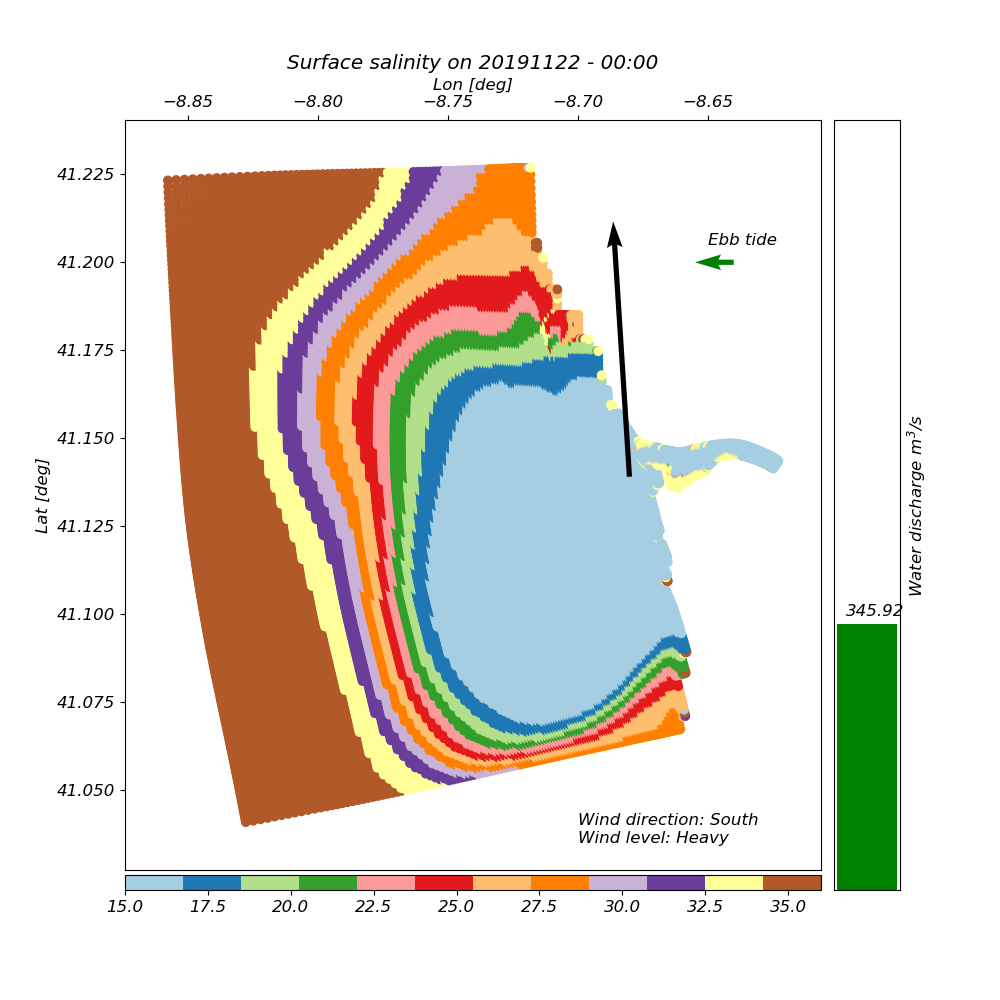 Surface salinity on 20191122 - 00:00
Lon [deg]
−8.85 −8.80 −8.75 −8.70 −8.65
41.225
41.200
41.175
41.150
41.125
41.100
41.075
41.050
Lat [deg]
Ebb tide
Wind direction: South
Wind level: Heavy
345.92
Water discharge m³/s
15.0 17.5 20.0 22.5 25.0 27.5 30.0 32.5 35.0